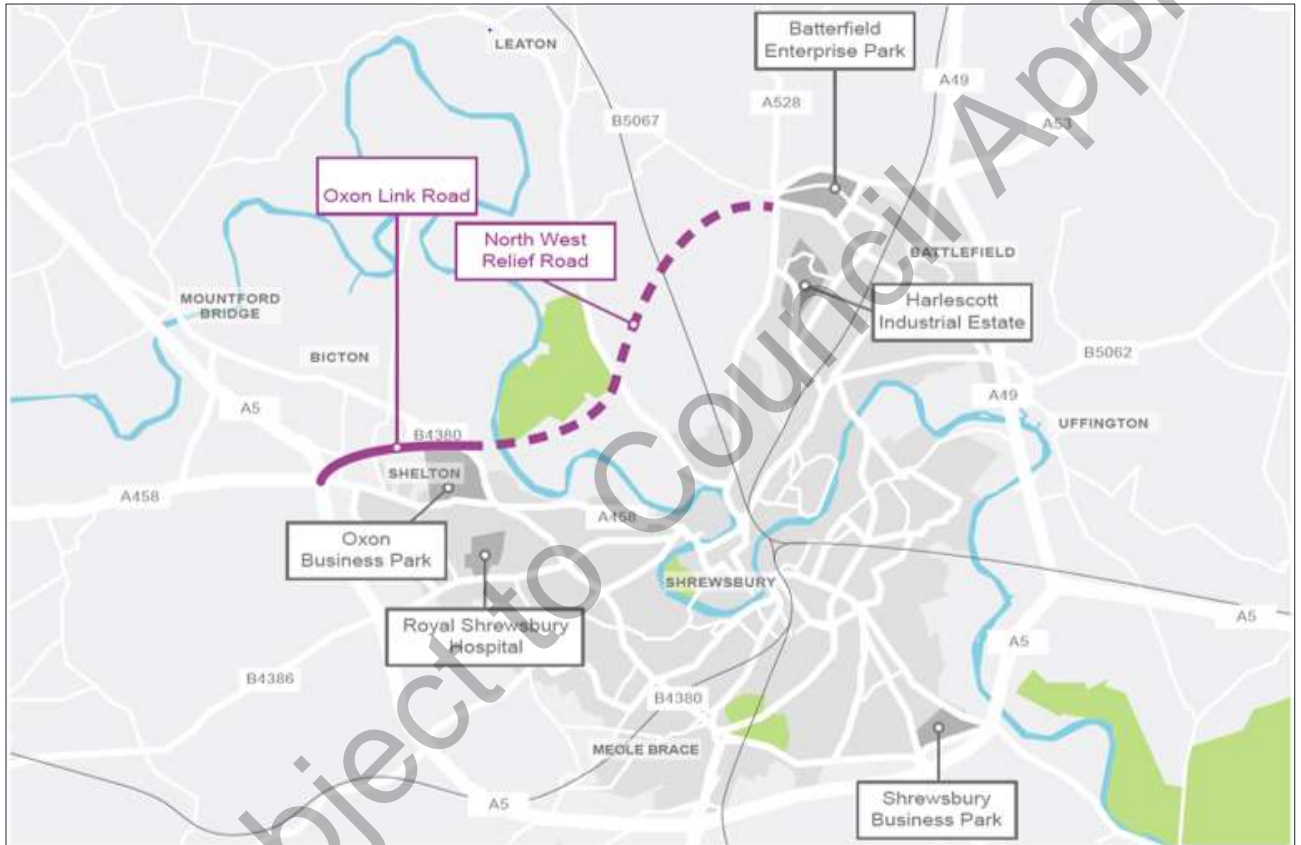 LEATON
Batterfield
Enterprise Park
A49
A528
B5067
A53
Oxon Link Road
North West
Relief Road
BATTLEFIELD
MOUNTFORD
BRIDGE
Harlescott
Industrial Estate
BICTON
B5062
A5
A49
UFFINGTON
B4380
SHELTON
A458
A458
Oxon
Business Park
SHREWSBURY
Royal Shrewsbury
Hospital
A5
A5
B4386
B4380
MEOLE BRACE
A5
Shrewsbury
Business Park
bject to Council App